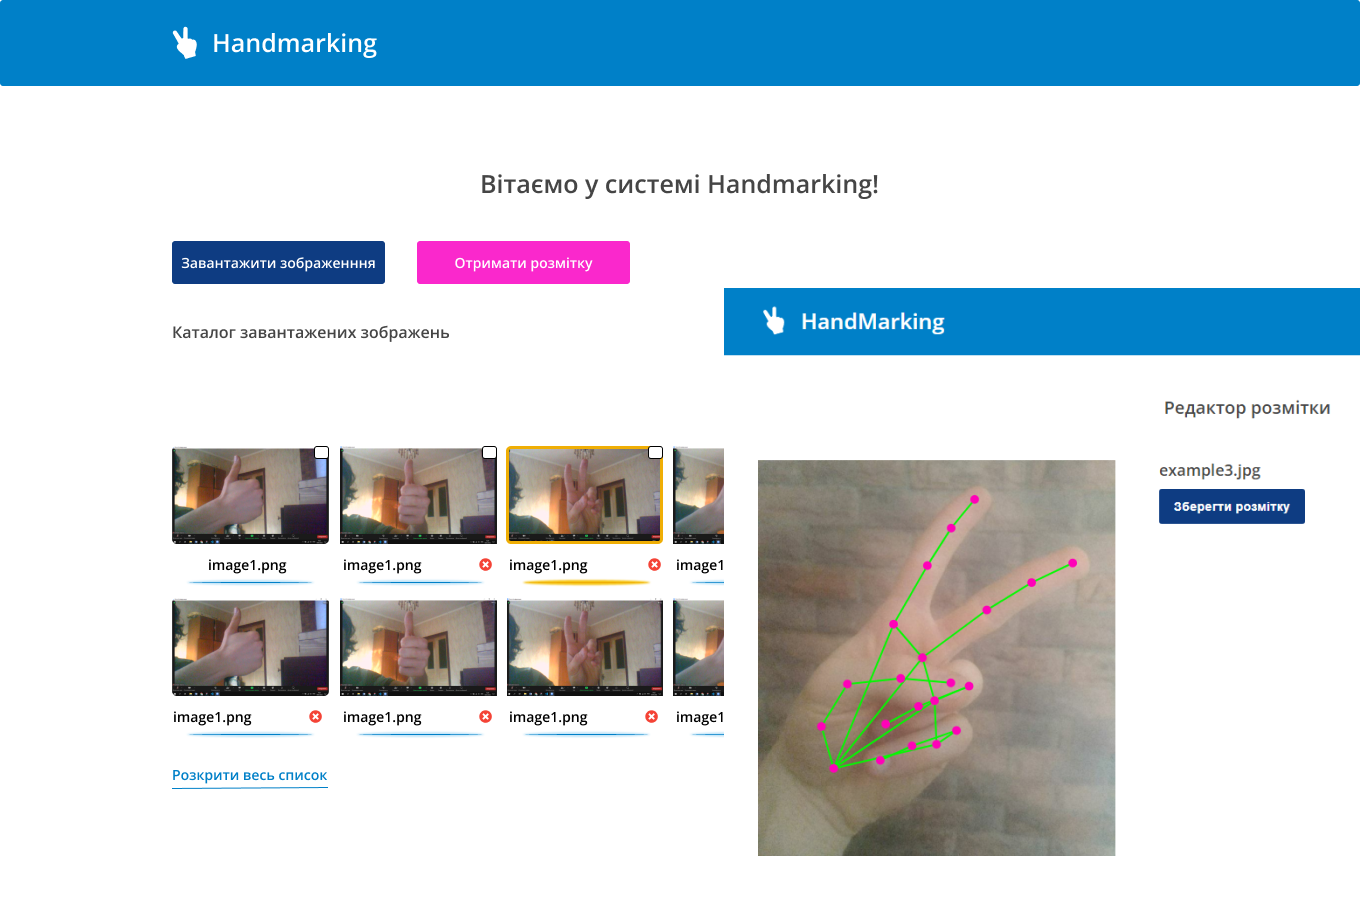 Handmarking
Вітаємо у системі Handmarking!
Завантажити зображенння
Отримати розмітку
Каталог завантажених зображень
image1.png
image1.png
image1.png
image1
image1.png
image1.png
image1.png
image1
Розкрити весь список
HandMarking
Редактор розмітки
example3.jpg
Зберегти розмітку